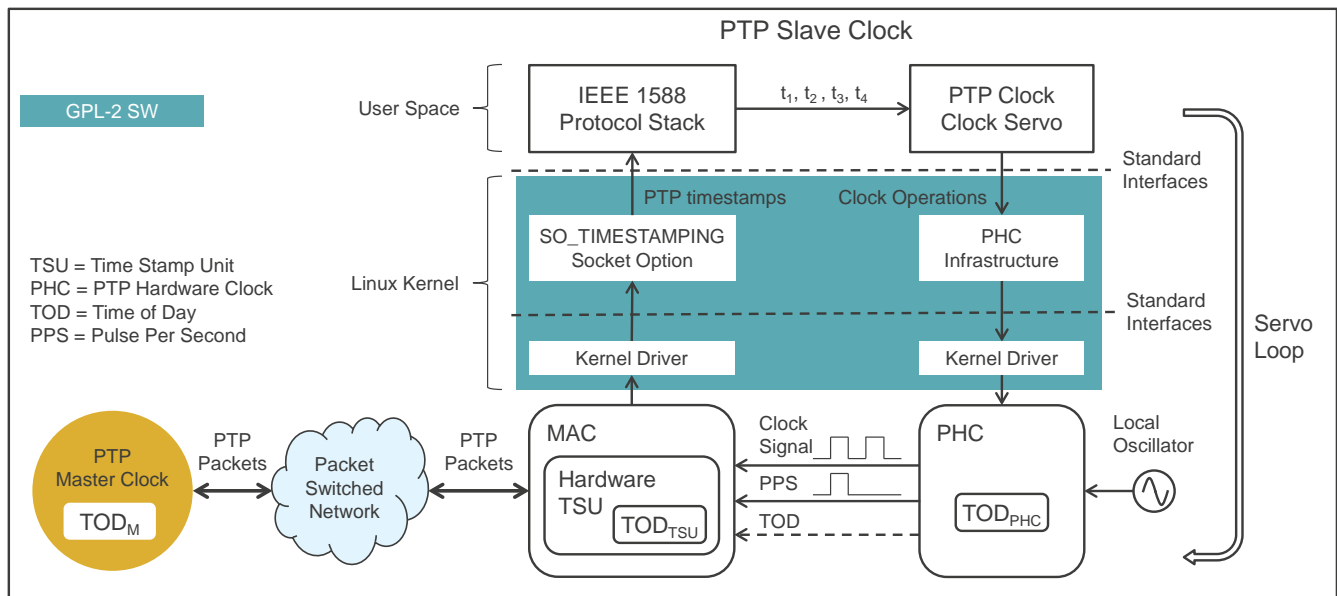 PTP Slave Clock
GPL-2 SW
User Space
IEEE 1588
Protocol Stack
t₁, t₂ , t₃, t₄
PTP Clock
Clock Servo
Standard
Interfaces
PTP timestamps
Clock Operations
SO_TIMESTAMPING
Socket Option
PHC
Infrastructure
Linux Kernel
TSU = Time Stamp Unit
PHC = PTP Hardware Clock
TOD = Time of Day
PPS = Pulse Per Second
Standard
Interfaces
Servo
Loop
Kernel Driver
Kernel Driver
PTP
Master Clock
TOD_M
PTP
Packets
Packet
Switched
Network
PTP
Packets
MAC
Hardware
TSU
TOD_TSU
Clock
Signal
PPS
TOD
PHC
TOD_PHC
Local
Oscillator